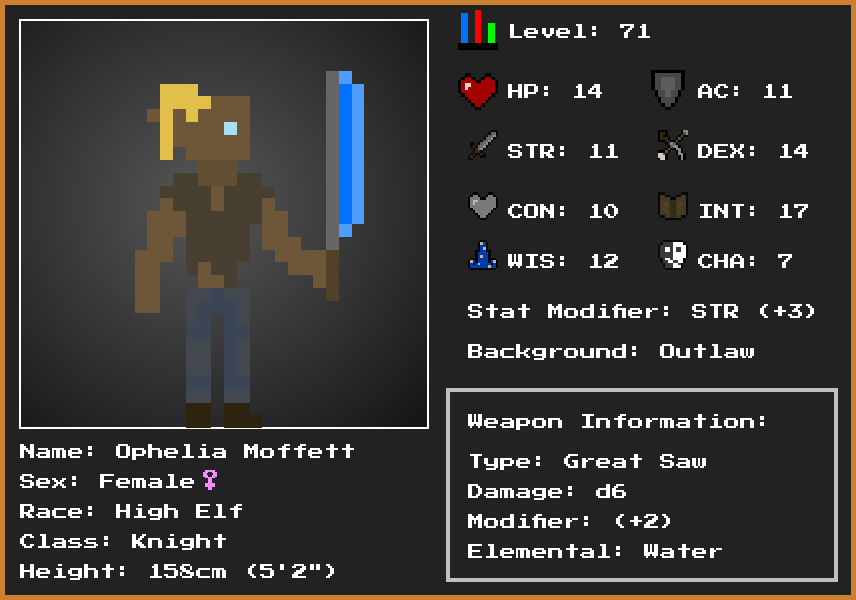 Level: 71
HP: 14
AC: 11
STR: 11
DEX: 14
CON: 10
INT: 17
WIS: 12
CHA: 7
Stat Modifier: STR (+3)
Background: Outlaw
Name: Ophelia Moffett
Sex: Female♀
Race: High Elf
Class: Knight
Height: 158cm (5'2")
Weapon Information:
Type: Great Saw
Damage: d6
Modifier: (+2)
Elemental: Water